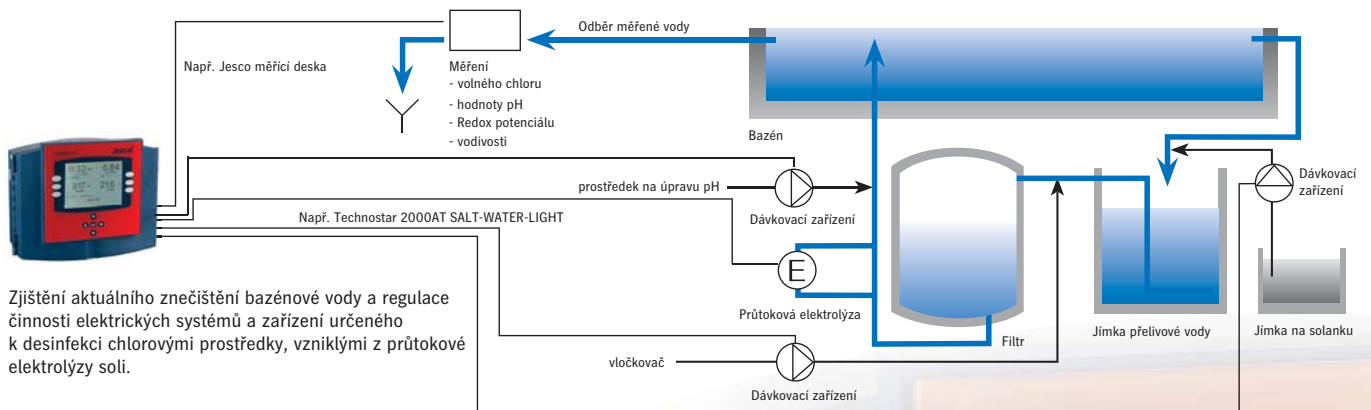 Odběr měřené vody
Např. Jesco měřící deska
Měření
- volného chloru
- hodnoty pH
- Redox potenciálu
- vodivosti
Bazén
prostředek na úpravu pH
Dávkovací zařízení
Dávkovací
zařízení
Např. Technostar 2000AT SALT-WATER-LIGHT
E
Průtoková elektrolýza
Filtr
Jímka přelivové vody
Jímka na solanku
vločkovač
Dávkovací zařízení
Zjištění aktuálního znečištění bazénové vody a regulace
činnosti elektrických systémů a zařízení určeného
k desinfekci chlorovými prostředky, vzniklými z průtokové
elektrolýzy soli.